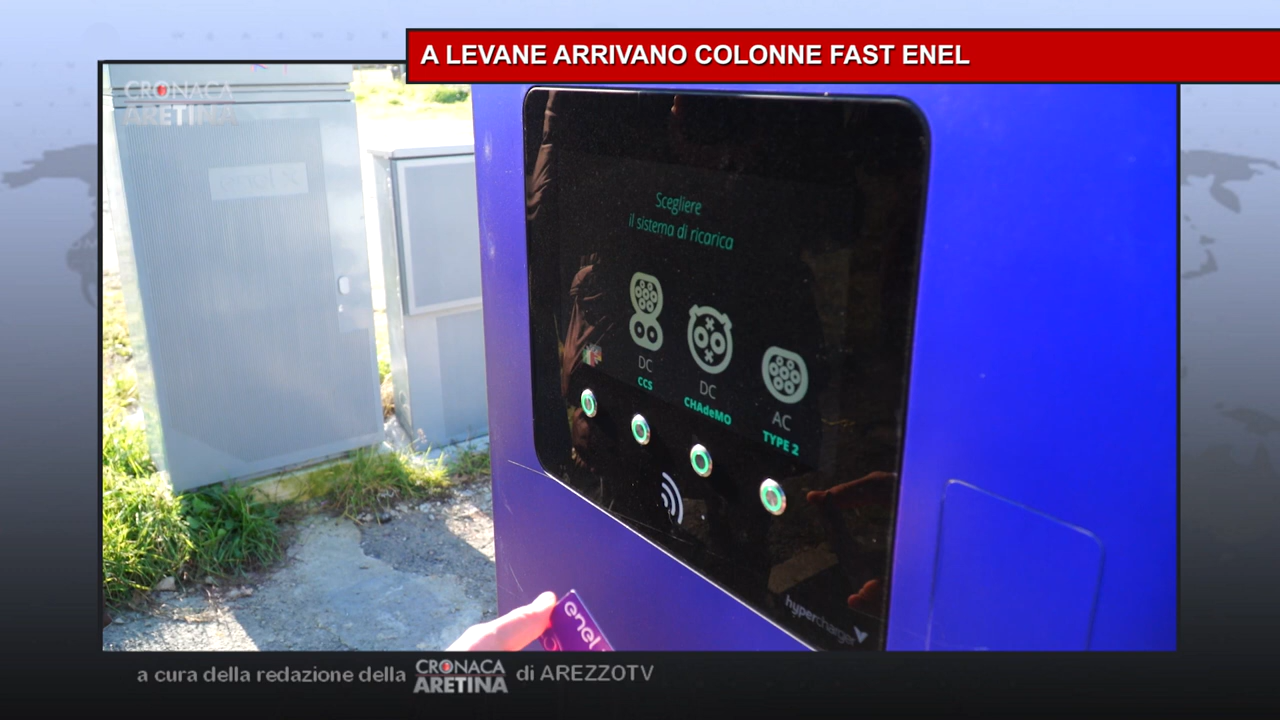 A LEVANE ARRIVANO COLONNE FAST ENEL
CRONACA
ARETINA
enel x
Scegliere
il sistema di ricarica
DC
CCS
DC
CHAdeMO
AC
TYPE 2
hypercharger
enel
a cura della redazione della CRONACA ARETINA di AREZZOTV